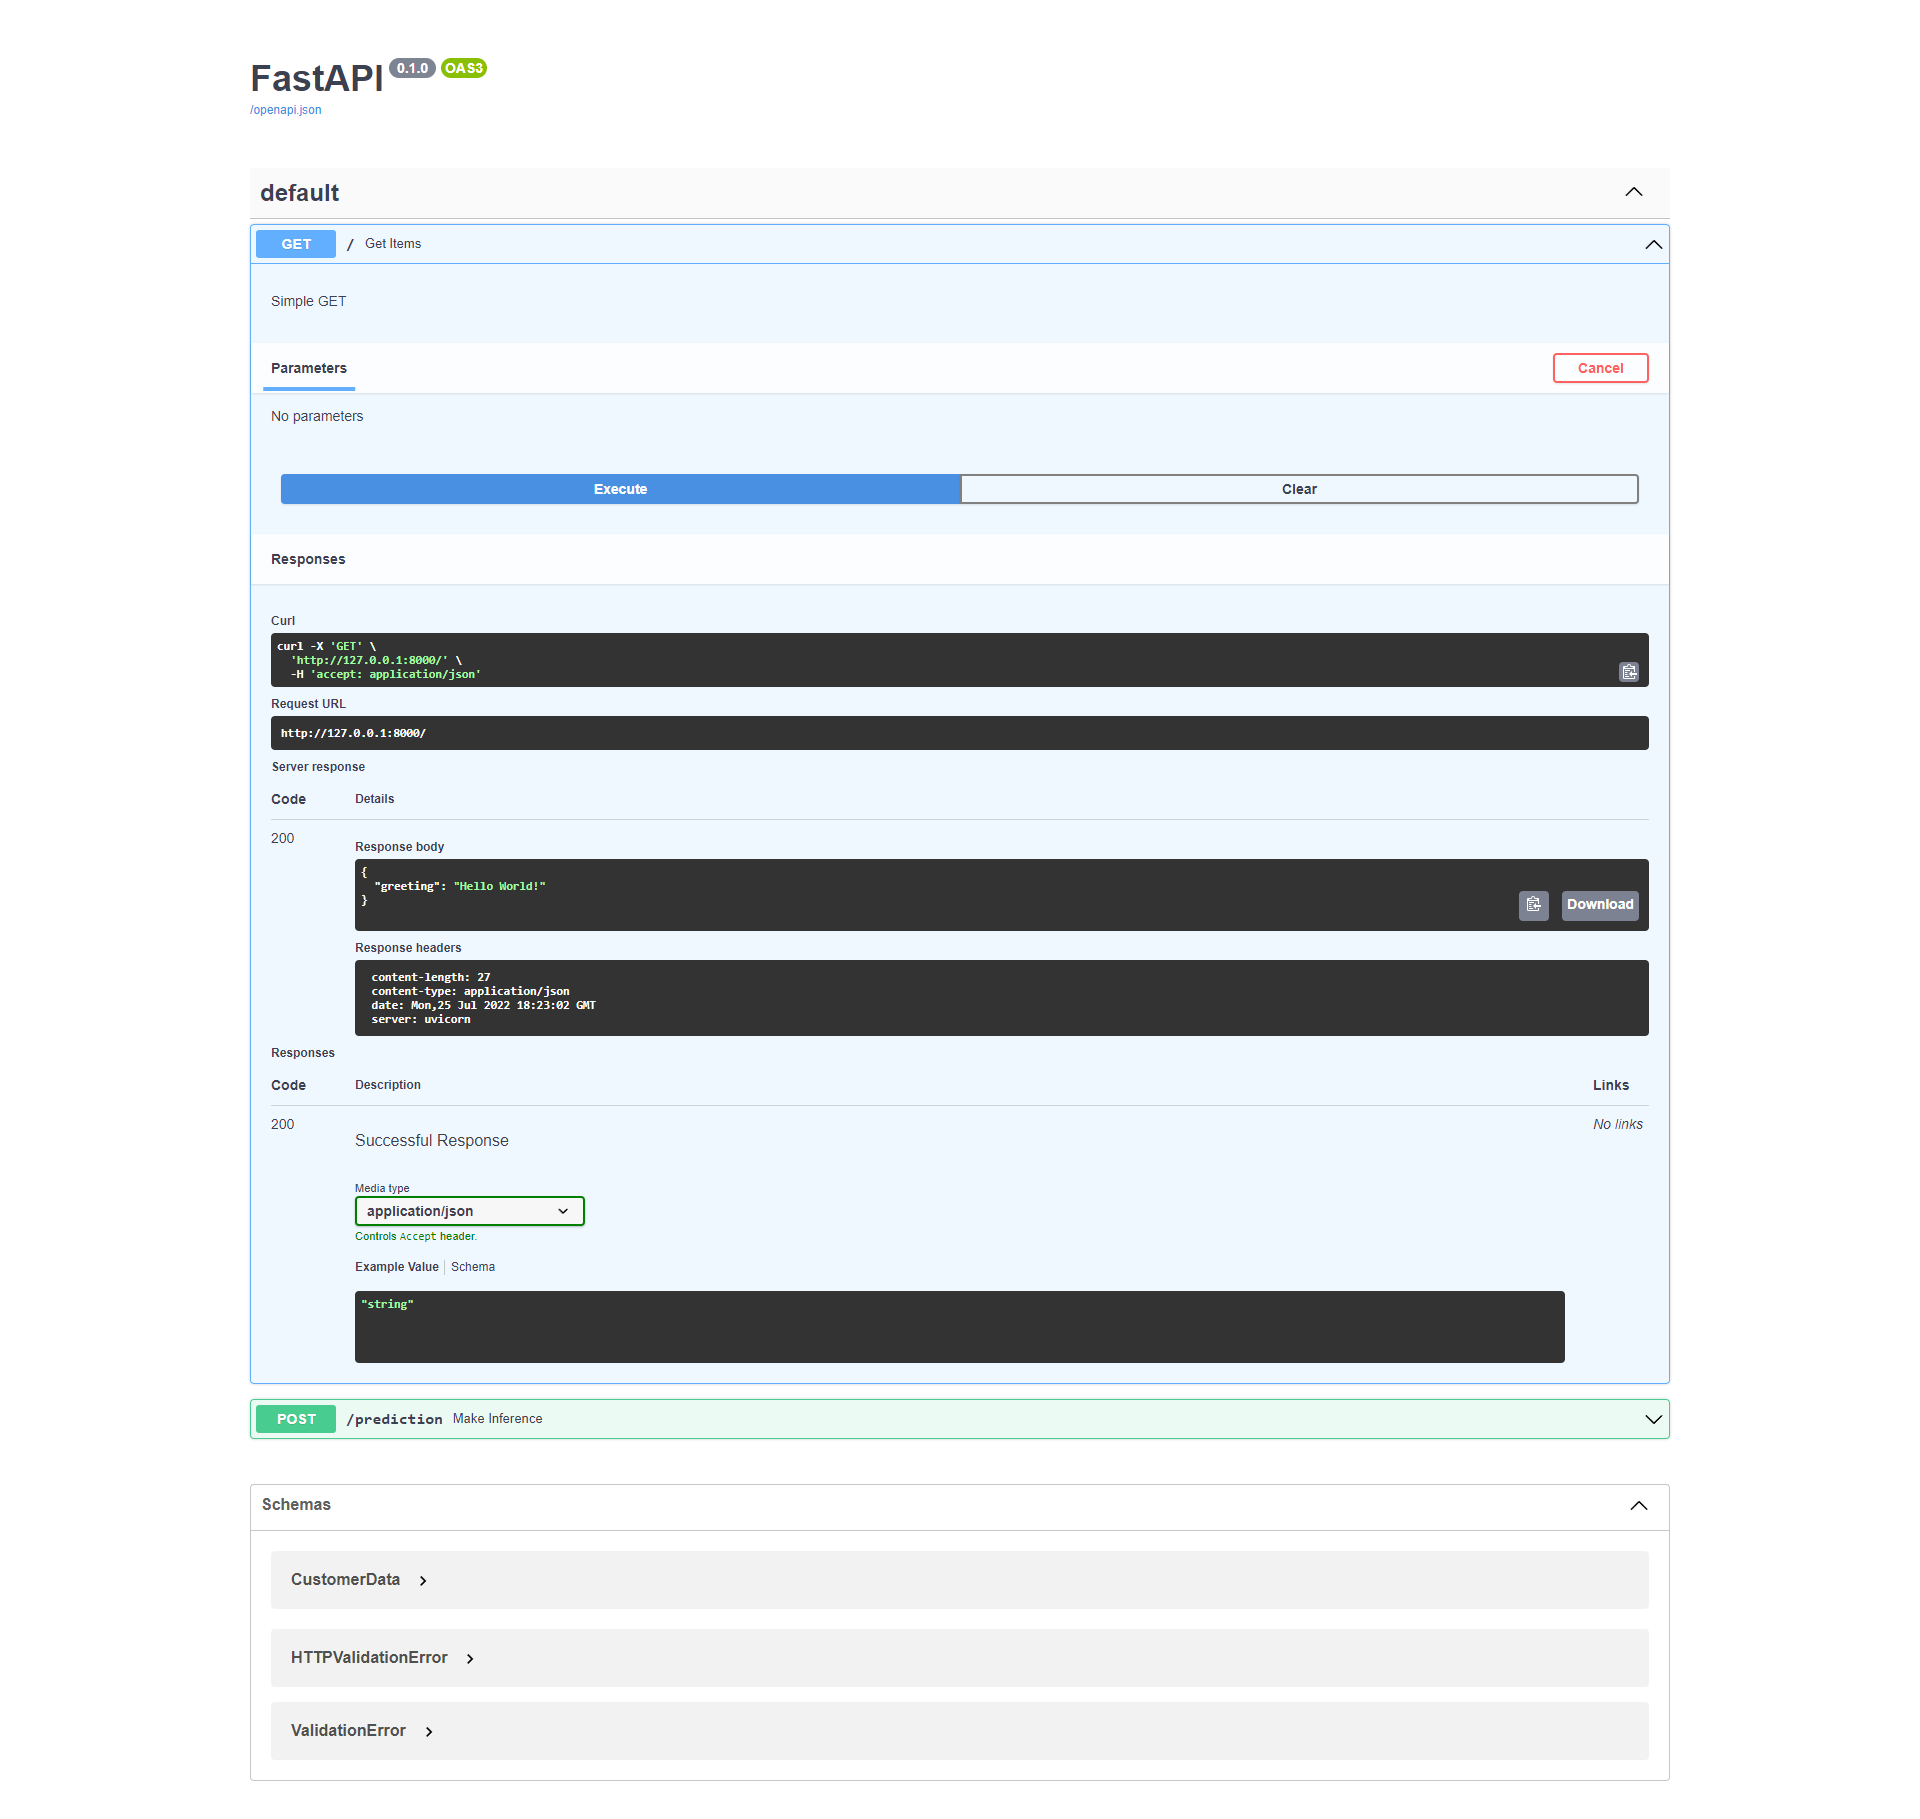 FastAPI 0.1.0 OAS3
/openapi.json
default
GET / Get Items
Simple GET
Parameters
Cancel
No parameters
Execute
Clear
Responses
Curl
curl -X 'GET' \
  'http://127.0.0.1:8000/' \
  -H 'accept: application/json'
Request URL
http://127.0.0.1:8000/
Server response
Code Details
200
Response body
{
  "greeting": "Hello World!"
}
Download
Response headers
content-length: 27
content-type: application/json
date: Mon,25 Jul 2022 18:23:02 GMT
server: uvicorn
Responses
Code Description Links
200
Successful Response
No links
Media type
application/json
Controls Accept header.
Example Value Schema
"string"
POST /prediction Make Inference
Schemas
CustomerData
HTTPValidationError
ValidationError